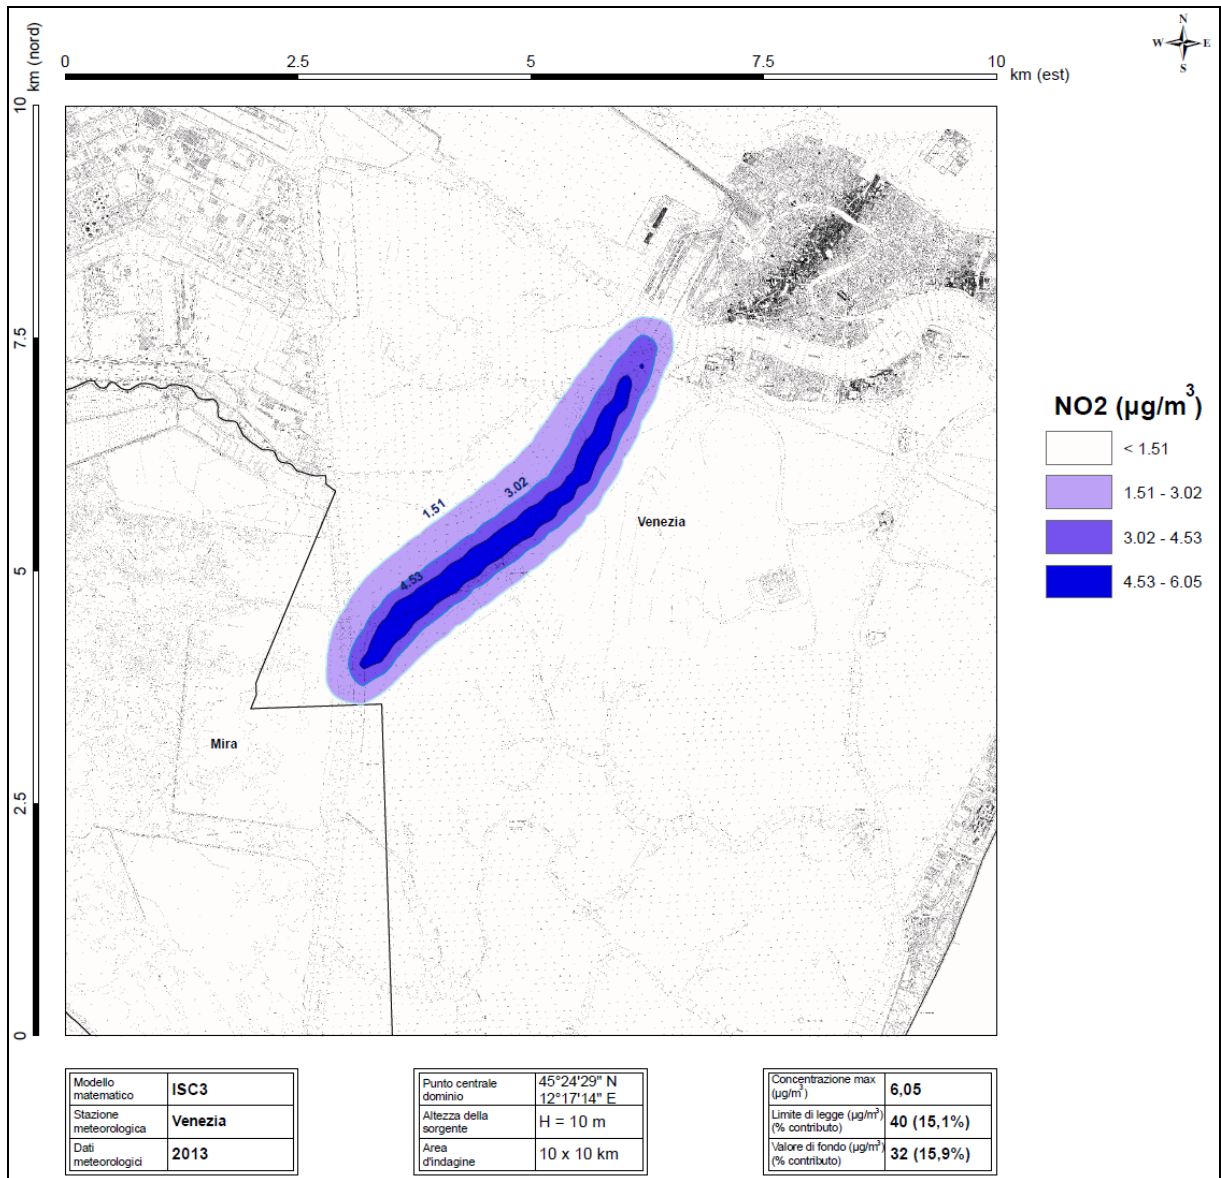 N
W E
S
km (nord)
0 2.5 5 7.5 10
km (est)
10
7.5
5
2.5
0
NO2 (µg/m³)
< 1.51
1.51 - 3.02
3.02 - 4.53
4.53 - 6.05
3.02
1.51
4.53
Venezia
Mira
Modello
matematico
ISC3
Stazione
meteorologica
Venezia
Dati
meteorologici
2013
Punto centrale
dominio
45°24'29" N
12°17'14" E
Altezza della
sorgente
H = 10 m
Area
d'indagine
10 x 10 km
Concentrazione max
(µg/m³)
6,05
Limite di legge (µg/m³)
(% contributo)
40 (15,1%)
Valore di fondo (µg/m³)
(% contributo)
32 (15,9%)